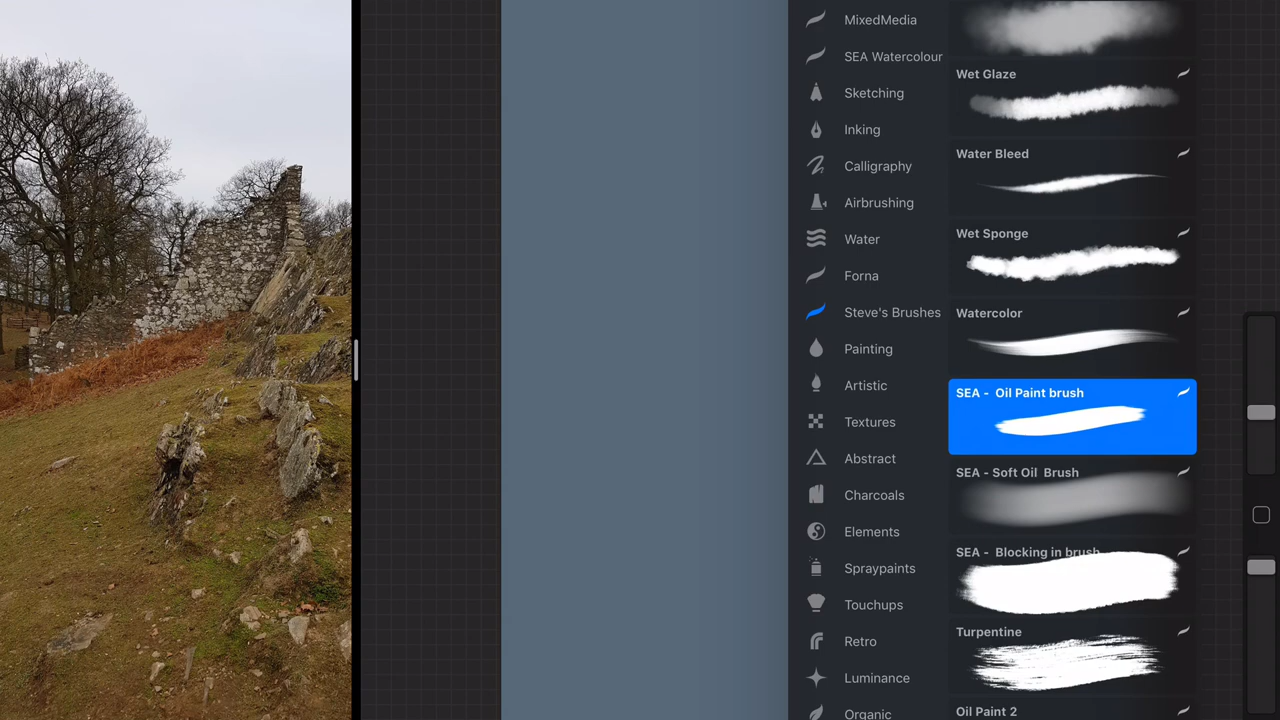 MixedMedia
SEA Watercolour
Sketching
Inking
Calligraphy
Airbrushing
Water
Forna
Steve's Brushes
Painting
Artistic
Textures
Abstract
Charcoals
Elements
Spraypaints
Touchups
Retro
Luminance
Organic
Wet Glaze
Water Bleed
Wet Sponge
Watercolor
SEA - Oil Paint brush
SEA - Soft Oil Brush
SEA - Blocking in brush
Turpentine
Oil Paint 2